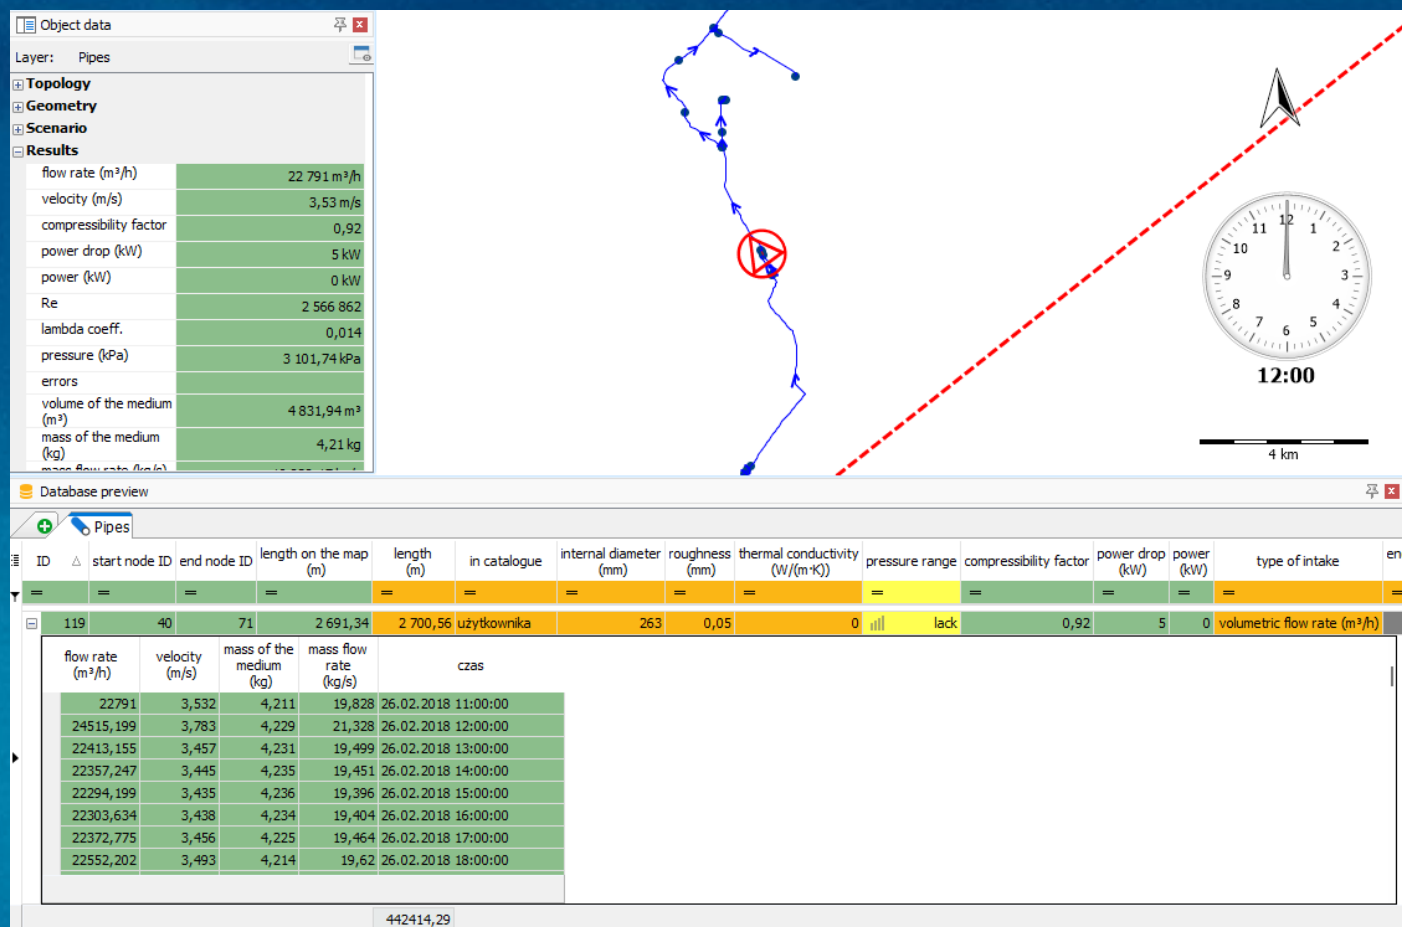 Object data
Layer: Pipes
Topology
Geometry
Scenario
Results
flow rate (m³/h) 22 791 m³/h
velocity (m/s) 3,53 m/s
compressibility factor 0,92
power drop (kW) 5 kW
power (kW) 0 kW
Re 2 566 862
lambda coeff. 0,014
pressure (kPa) 3 101,74 kPa
errors
volume of the medium (m³) 4 831,94 m³
mass of the medium (kg) 4,21 kg
mass flow rate (kg/s)
12
1
2
3
4
5
6
7
8
9
10
11
12:00
4 km
Database preview
Pipes
ID start node ID end node ID length on the map (m) length (m) in catalogue internal diameter (mm) roughness (mm) thermal conductivity (W/(m·K)) pressure range compressibility factor power drop (kW) power (kW) type of intake en
= = = = = = = = = = = = = = =
119 40 71 2 691,34 2 700,56 użytkownika 263 0,05 0 lack 0,92 5 0 volumetric flow rate (m³/h)
flow rate (m³/h) velocity (m/s) mass of the medium (kg) mass flow rate (kg/s) czas
22791 3,532 4,211 19,828 26.02.2018 11:00:00
24515,199 3,783 4,229 21,328 26.02.2018 12:00:00
22413,155 3,457 4,231 19,499 26.02.2018 13:00:00
22357,247 3,445 4,235 19,451 26.02.2018 14:00:00
22294,199 3,435 4,236 19,396 26.02.2018 15:00:00
22303,634 3,438 4,234 19,404 26.02.2018 16:00:00
22372,775 3,456 4,225 19,464 26.02.2018 17:00:00
22552,202 3,493 4,214 19,62 26.02.2018 18:00:00
442414,29